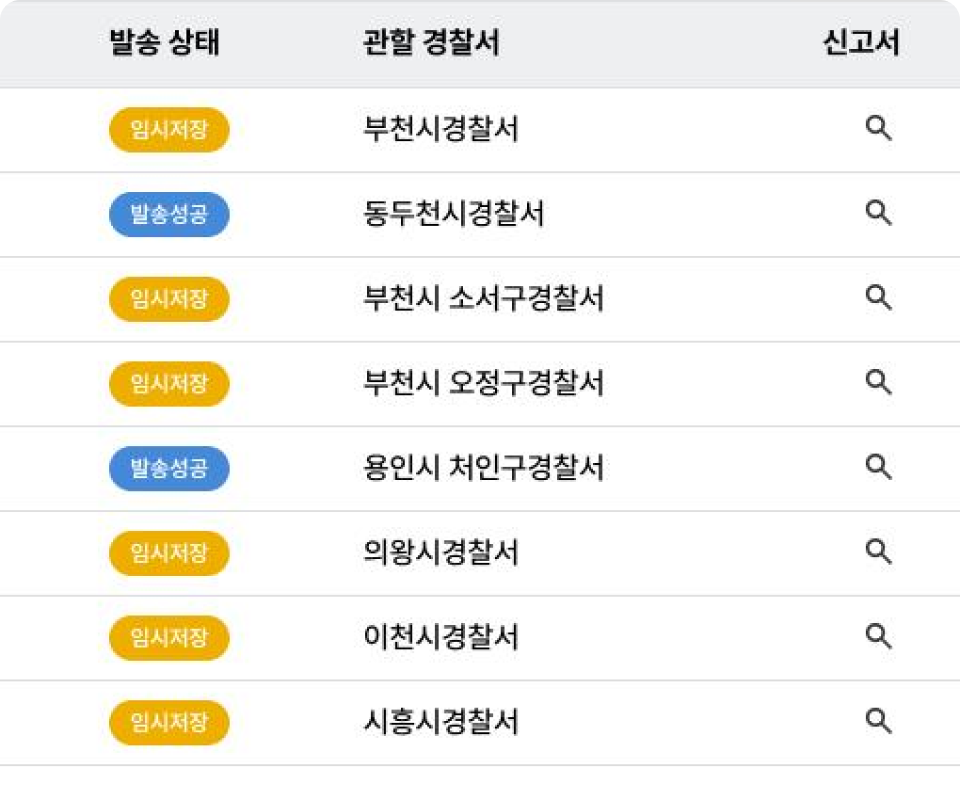 발송 상태 관할 경찰서 신고서
임시저장 부천시경찰서
발송성공 동두천시경찰서
임시저장 부천시 소서구경찰서
임시저장 부천시 오정구경찰서
발송성공 용인시 처인구경찰서
임시저장 의왕시경찰서
임시저장 이천시경찰서
임시저장 시흥시경찰서